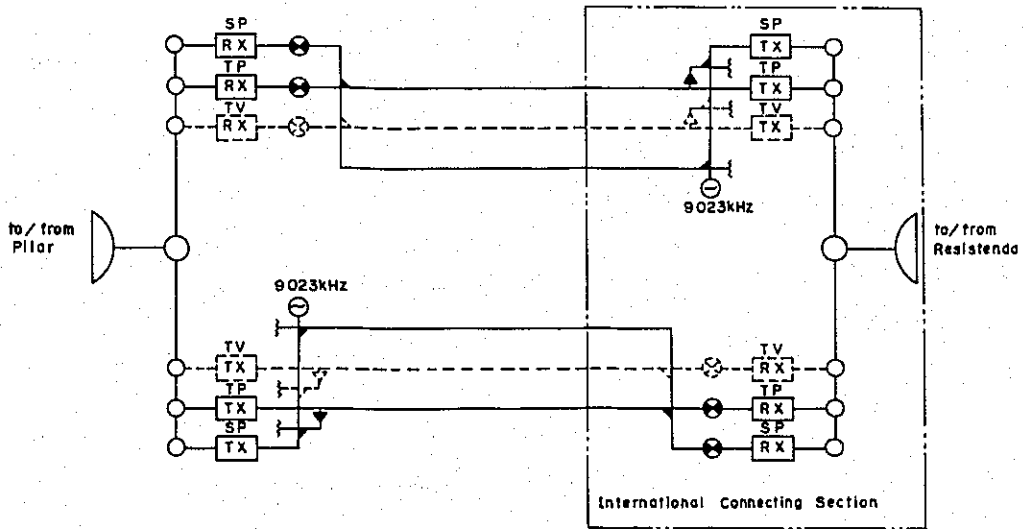 SP
RX
TP
RX
TV
RX
SP
TX
TP
TX
TV
TX
9023kHz
to/from
Pilar
to/from
Resistenda
9023kHz
TV
TX
TP
TX
SP
TX
TV
RX
TP
RX
SP
RX
International Connecting Section